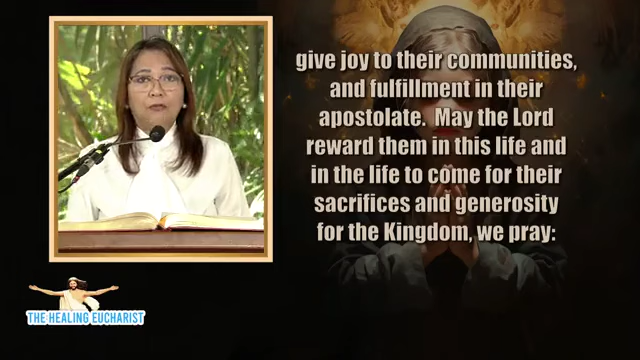 give joy to their communities,
and fulfillment in their
apostolate. May the Lord
reward them in this life and
in the life to come for their
sacrifices and generosity
for the Kingdom, we pray:
THE HEALING EUCHARIST